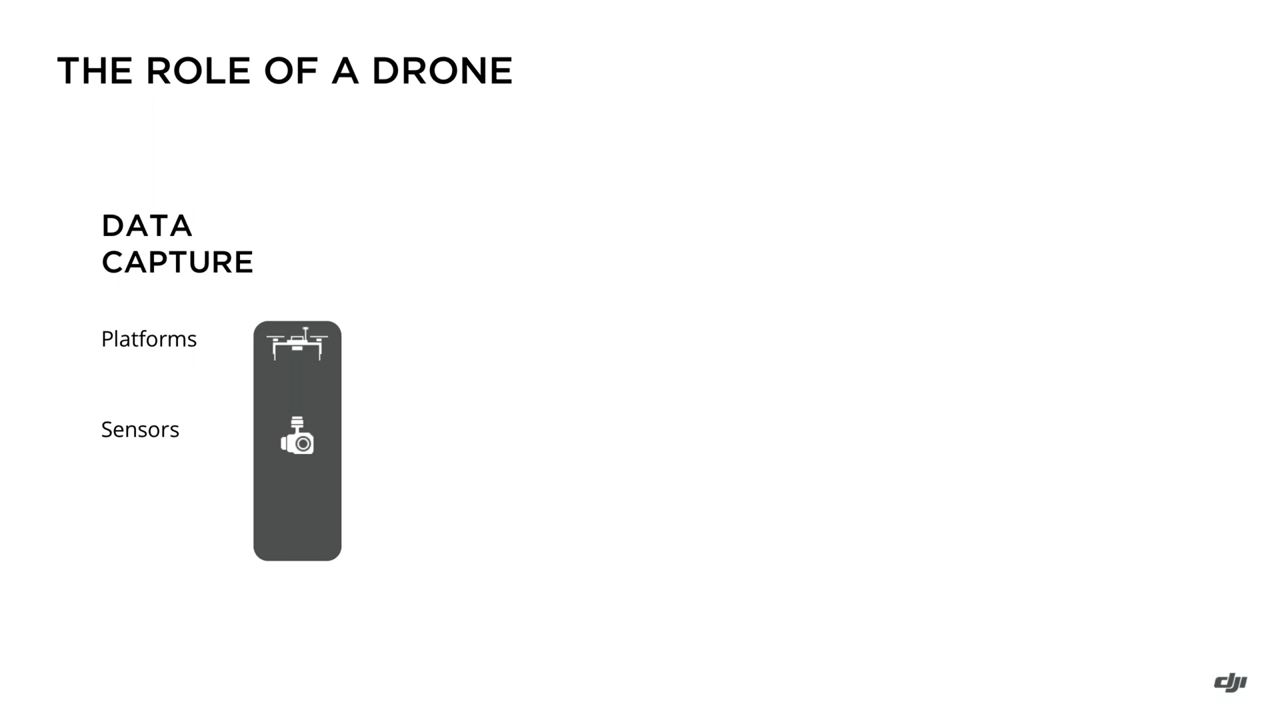 THE ROLE OF A DRONE
DATA
CAPTURE
Platforms
Sensors
dji